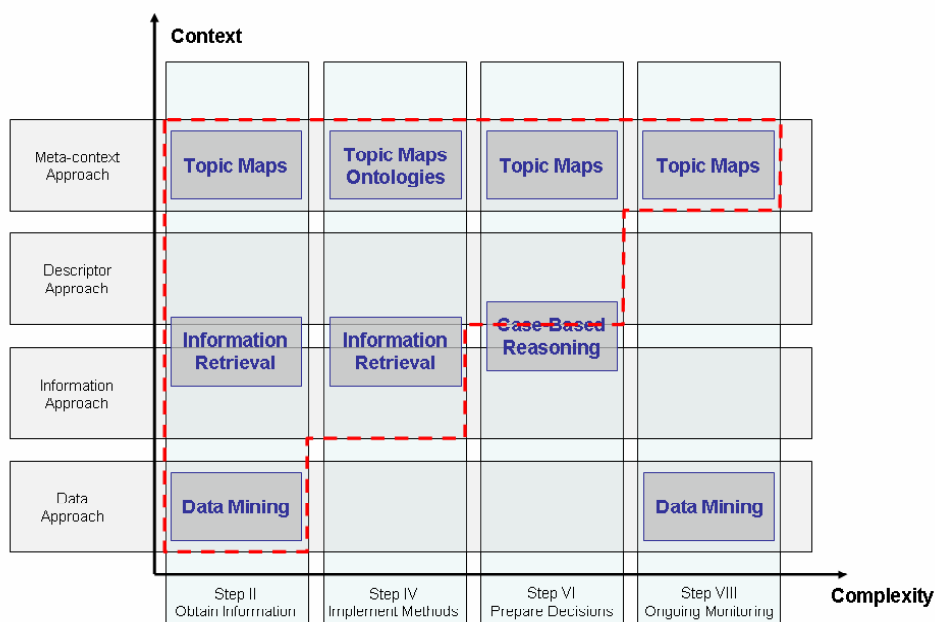 Context
Meta-context
Approach
Topic Maps
Topic Maps
Ontologies
Topic Maps
Topic Maps
Descriptor
Approach
Information
Retrieval
Information
Retrieval
Case-Based
Reasoning
Information
Approach
Data
Approach
Data Mining
Data Mining
Step II
Obtain Information
Step IV
Implement Methods
Step VI
Prepare Decisions
Step VIII
Ongoing Monitoring
Complexity